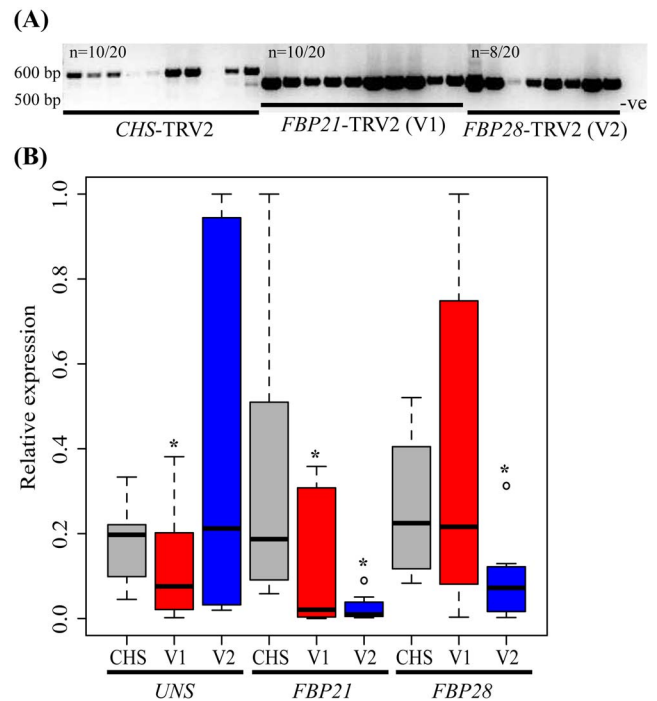 (A)
n=10/20 n=10/20 n=8/20
600 bp
500 bp
-ve
CHS-TRV2 FBP21-TRV2 (V1) FBP28-TRV2 (V2)
(B)
Relative expression
1.0
0.8
0.6
0.4
0.2
0.0
* * * *
CHS V1 V2 CHS V1 V2 CHS V1 V2
UNS FBP21 FBP28